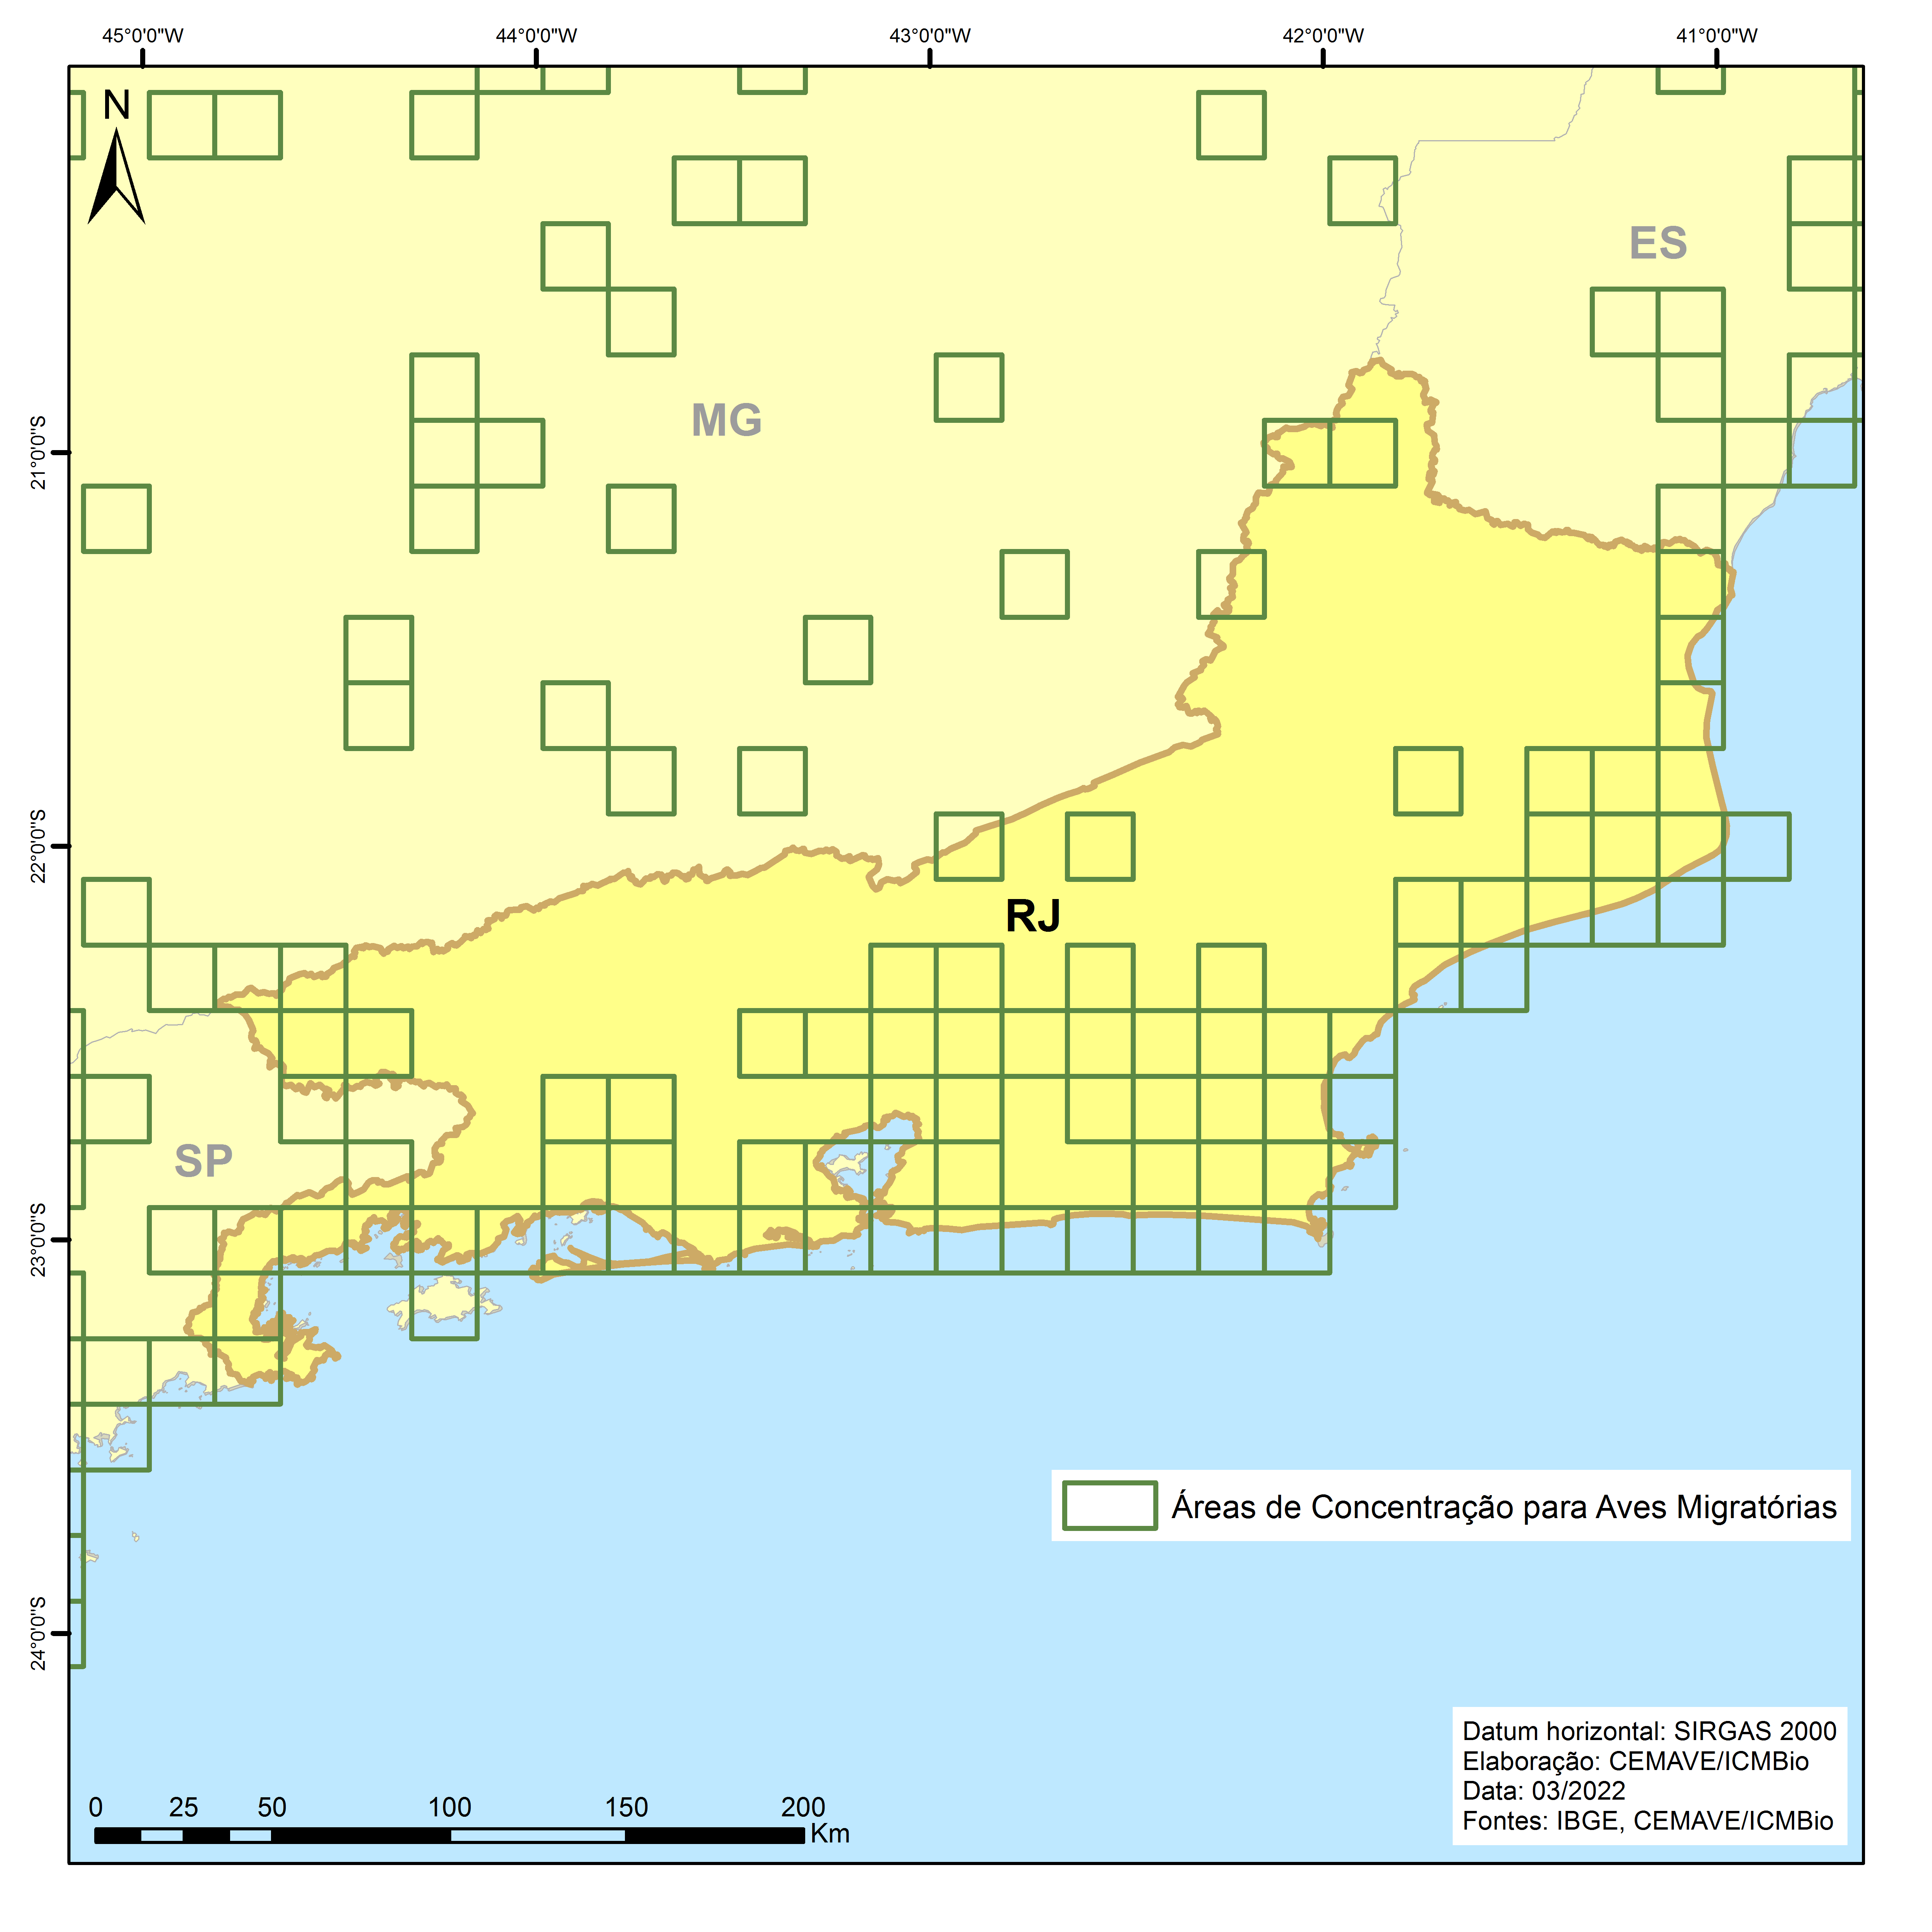 45°0'0"W 44°0'0"W 43°0'0"W 42°0'0"W 41°0'0"W
N
ES
MG
21°0'0"S
22°0'0"S
RJ
SP
23°0'0"S
Áreas de Concentração para Aves Migratórias
24°0'0"S
Datum horizontal: SIRGAS 2000
Elaboração: CEMAVE/ICMBio
Data: 03/2022
Fontes: IBGE, CEMAVE/ICMBio
0 25 50 100 150 200
Km